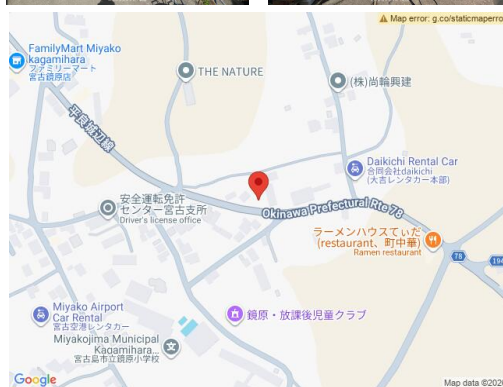 Map error: g.co/staticmaperro
FamilyMart Miyako
kagamihara
ファミリーマート
宮古鏡原店
THE NATURE
(株)尚輪興建
平良城辺線
Daikichi Rental Car
合同会社daikichi
(大吉レンタカー本部)
安全運転免許
センター宮古支所
Driver's license office
Okinawa Prefectural Rte 78
ラーメンハウスてぃだ
(restaurant、町中華)
Ramen restaurant
78
194
Miyako Airport
Car Rental
宮古空港レンタカー
鏡原・放課後児童クラブ
Miyakojima Municipal
Kagamihara...
宮古島市立鏡原小学校
Google
Map data ©202